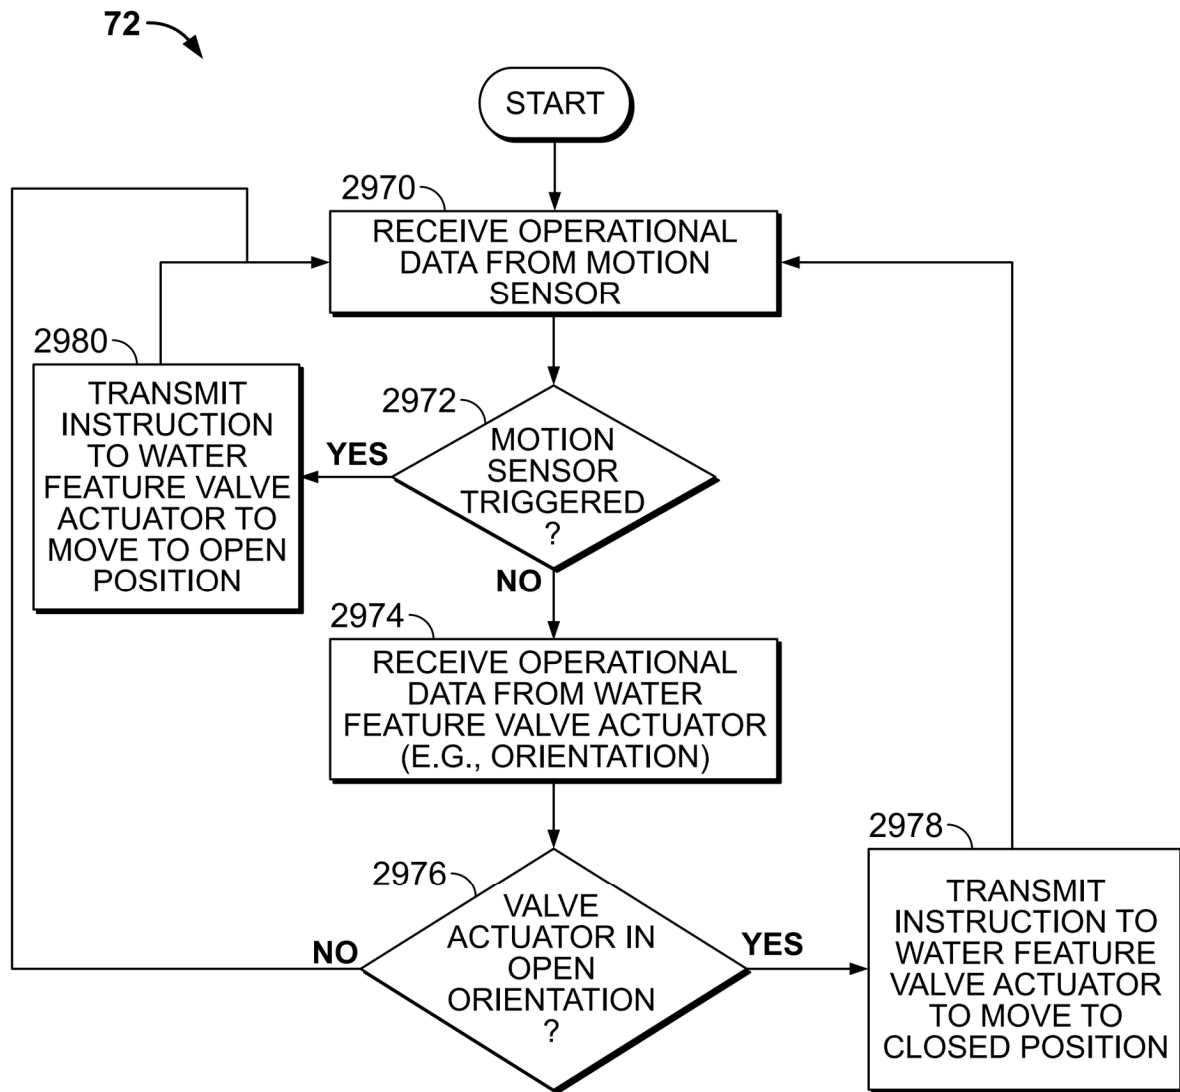 72
START
2970
RECEIVE OPERATIONAL
DATA FROM MOTION
SENSOR
2980
TRANSMIT
INSTRUCTION
TO WATER
FEATURE VALVE
ACTUATOR TO
MOVE TO OPEN
POSITION
2972
YES
MOTION
SENSOR
TRIGGERED
?
NO
2974
RECEIVE OPERATIONAL
DATA FROM WATER
FEATURE VALVE ACTUATOR
(E.G., ORIENTATION)
2976
NO
VALVE
ACTUATOR IN
OPEN
ORIENTATION
?
YES
2978
TRANSMIT
INSTRUCTION TO
WATER FEATURE
VALVE ACTUATOR
TO MOVE TO
CLOSED POSITION